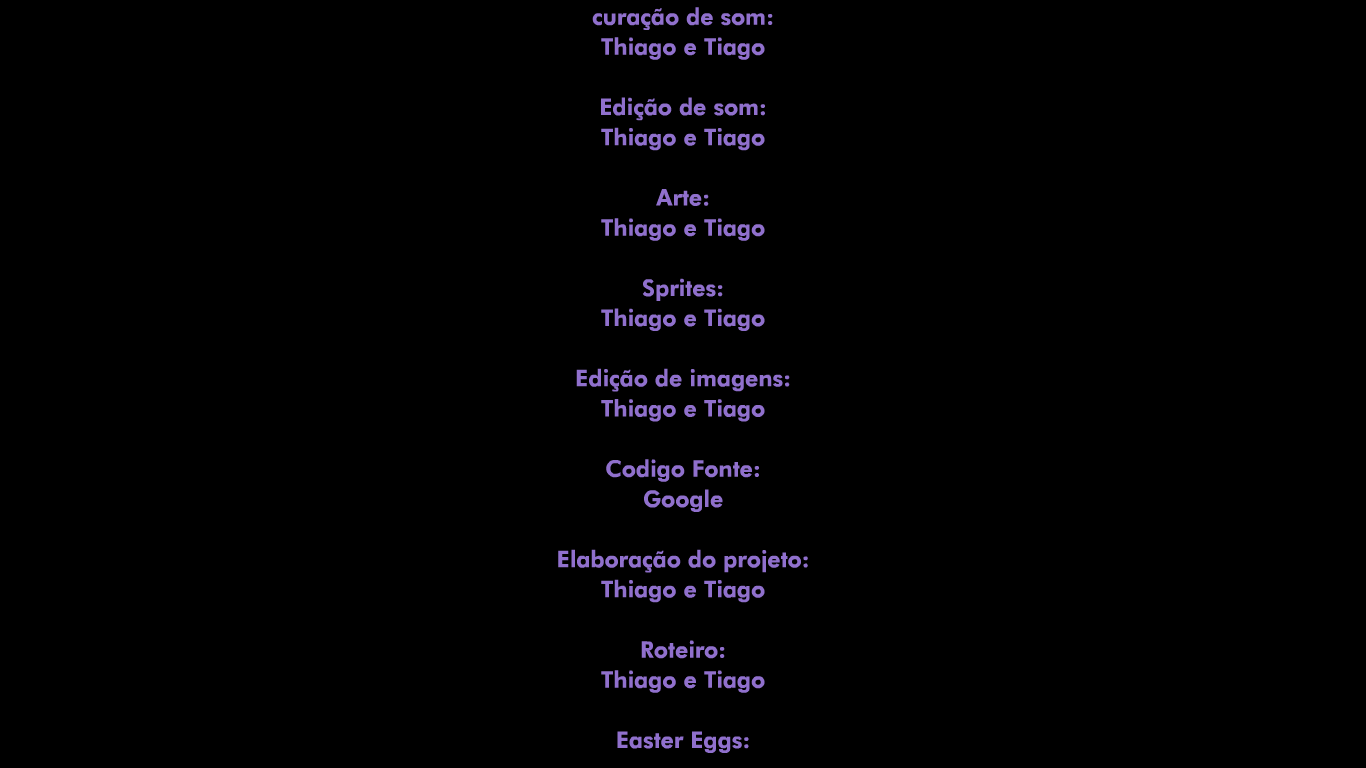 curação de som:
Thiago e Tiago
Edição de som:
Thiago e Tiago
Arte:
Thiago e Tiago
Sprites:
Thiago e Tiago
Edição de imagens:
Thiago e Tiago
Codigo Fonte:
Google
Elaboração do projeto:
Thiago e Tiago
Roteiro:
Thiago e Tiago
Easter Eggs: